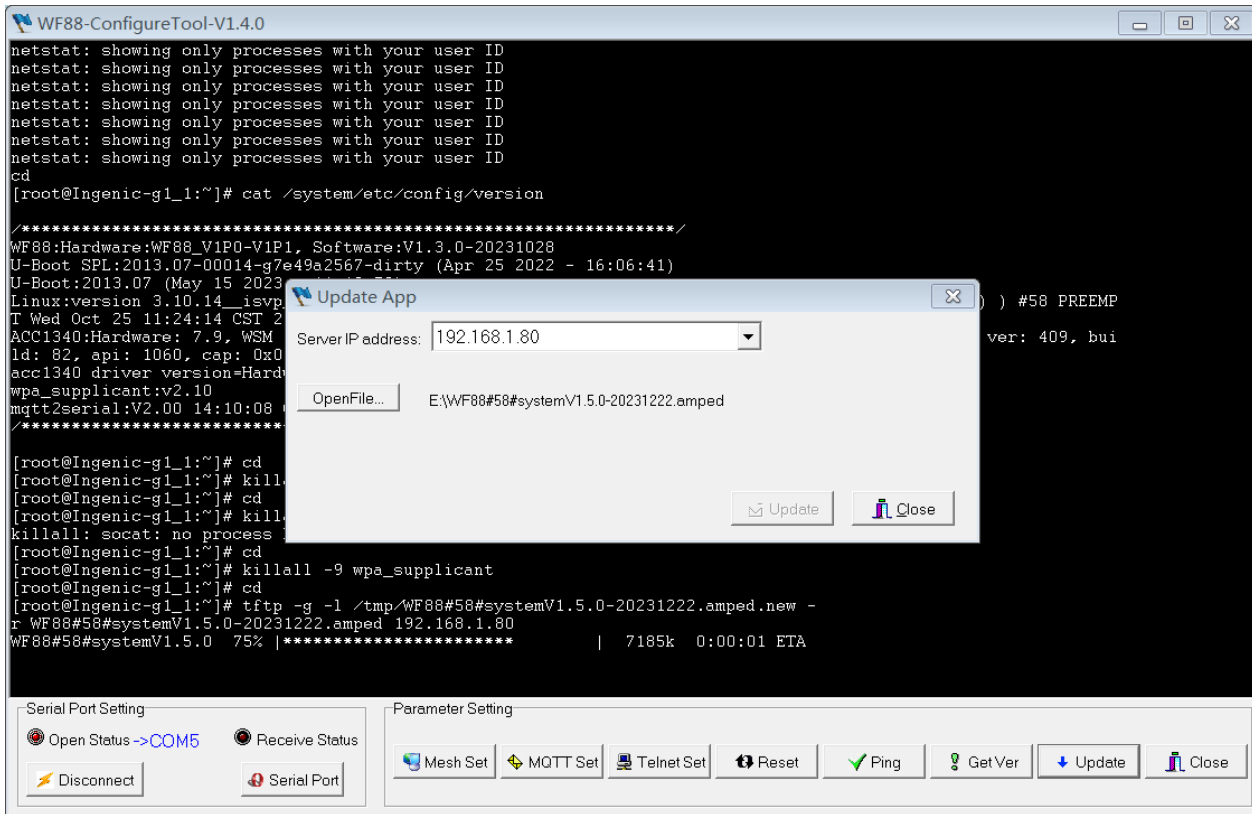 WF88-ConfigureTool-V1.4.0
netstat: showing only processes with your user ID
netstat: showing only processes with your user ID
netstat: showing only processes with your user ID
netstat: showing only processes with your user ID
netstat: showing only processes with your user ID
netstat: showing only processes with your user ID
netstat: showing only processes with your user ID
cd
[root@Ingenic-g1_1:~]# cat /system/etc/config/version
/*****************************************************************/
WF88:Hardware:WF88_V1P0-V1P1, Software:V1.3.0-20231028
U-Boot SPL:2013.07-00014-g7e49a2567-dirty (Apr 25 2022 - 16:06:41)
U-Boot:2013.07 (May 15 2023
Linux:version 3.10.14__isvp ) ) #58 PREEMP
T Wed Oct 25 11:24:14 CST 2
ACC1340:Hardware: 7.9, WSM ver: 409, bui
ld: 82, api: 1060, cap: 0x0
acc1340 driver version=Hard
wpa_supplicant:v2.10
mqtt2serial:V2.00 14:10:08
/**************************
[root@Ingenic-g1_1:~]# cd
[root@Ingenic-g1_1:~]# kill
[root@Ingenic-g1_1:~]# cd
[root@Ingenic-g1_1:~]# kill
killall: socat: no process
[root@Ingenic-g1_1:~]# cd
[root@Ingenic-g1_1:~]# killall -9 wpa_supplicant
[root@Ingenic-g1_1:~]# cd
[root@Ingenic-g1_1:~]# tftp -g -l /tmp/WF88#58#systemV1.5.0-20231222.amped.new -
r WF88#58#systemV1.5.0-20231222.amped 192.168.1.80
WF88#58#systemV1.5.0 75% |*********************** | 7185k 0:00:01 ETA
Update App
Server IP address: 192.168.1.80
OpenFile... E:\WF88#58#systemV1.5.0-20231222.amped
Update Close
Serial Port Setting
Open Status ->COM5 Receive Status
Disconnect Serial Port
Parameter Setting
Mesh Set MQTT Set Telnet Set Reset Ping Get Ver Update Close